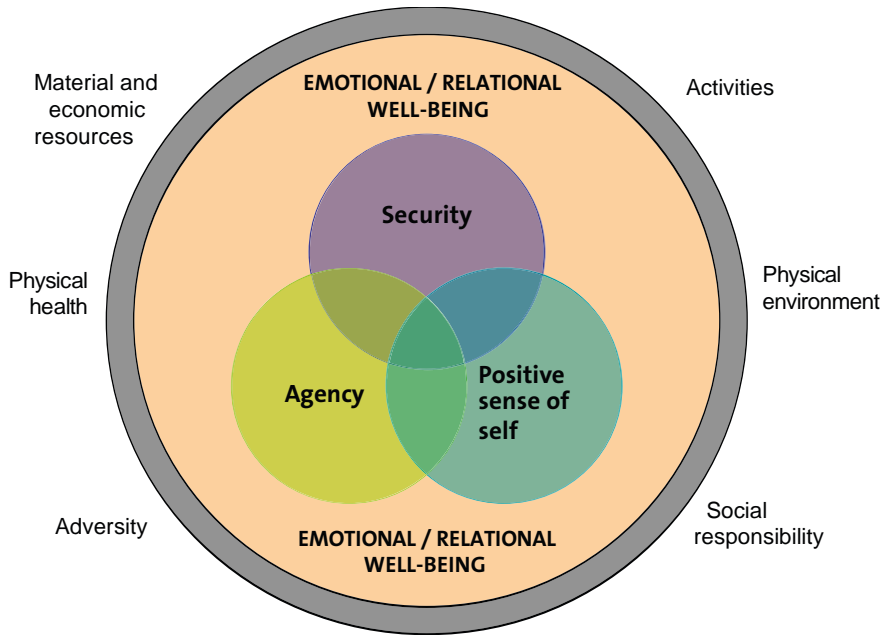 Material and
economic
resources
EMOTIONAL / RELATIONAL
WELL-BEING
Activities
Security
Physical
health
Physical
environment
Agency
Positive
sense of
self
Adversity
EMOTIONAL / RELATIONAL
WELL-BEING
Social
responsibility